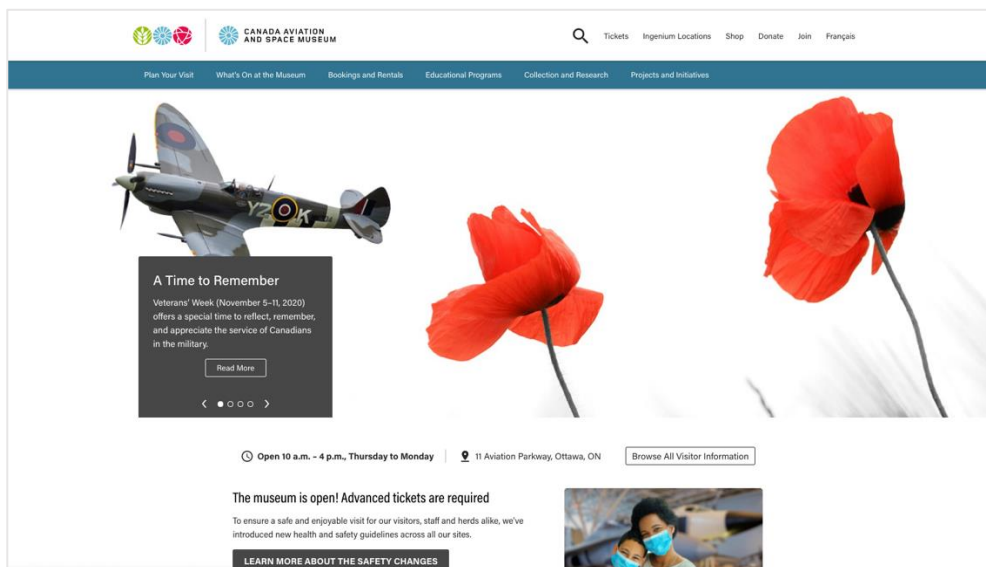 CANADA AVIATION
AND SPACE MUSEUM
Tickets Ingenium Locations Shop Donate Join Français
Plan Your Visit What's On at the Museum Bookings and Rentals Educational Programs Collection and Research Projects and Initiatives
YZ K
A Time to Remember
Veterans' Week (November 5–11, 2020)
offers a special time to reflect, remember,
and appreciate the service of Canadians
in the military.
Read More
Open 10 a.m. – 4 p.m., Thursday to Monday
11 Aviation Parkway, Ottawa, ON
Browse All Visitor Information
The museum is open! Advanced tickets are required
To ensure a safe and enjoyable visit for our visitors, staff and herds alike, we've
introduced new health and safety guidelines across all our sites.
LEARN MORE ABOUT THE SAFETY CHANGES